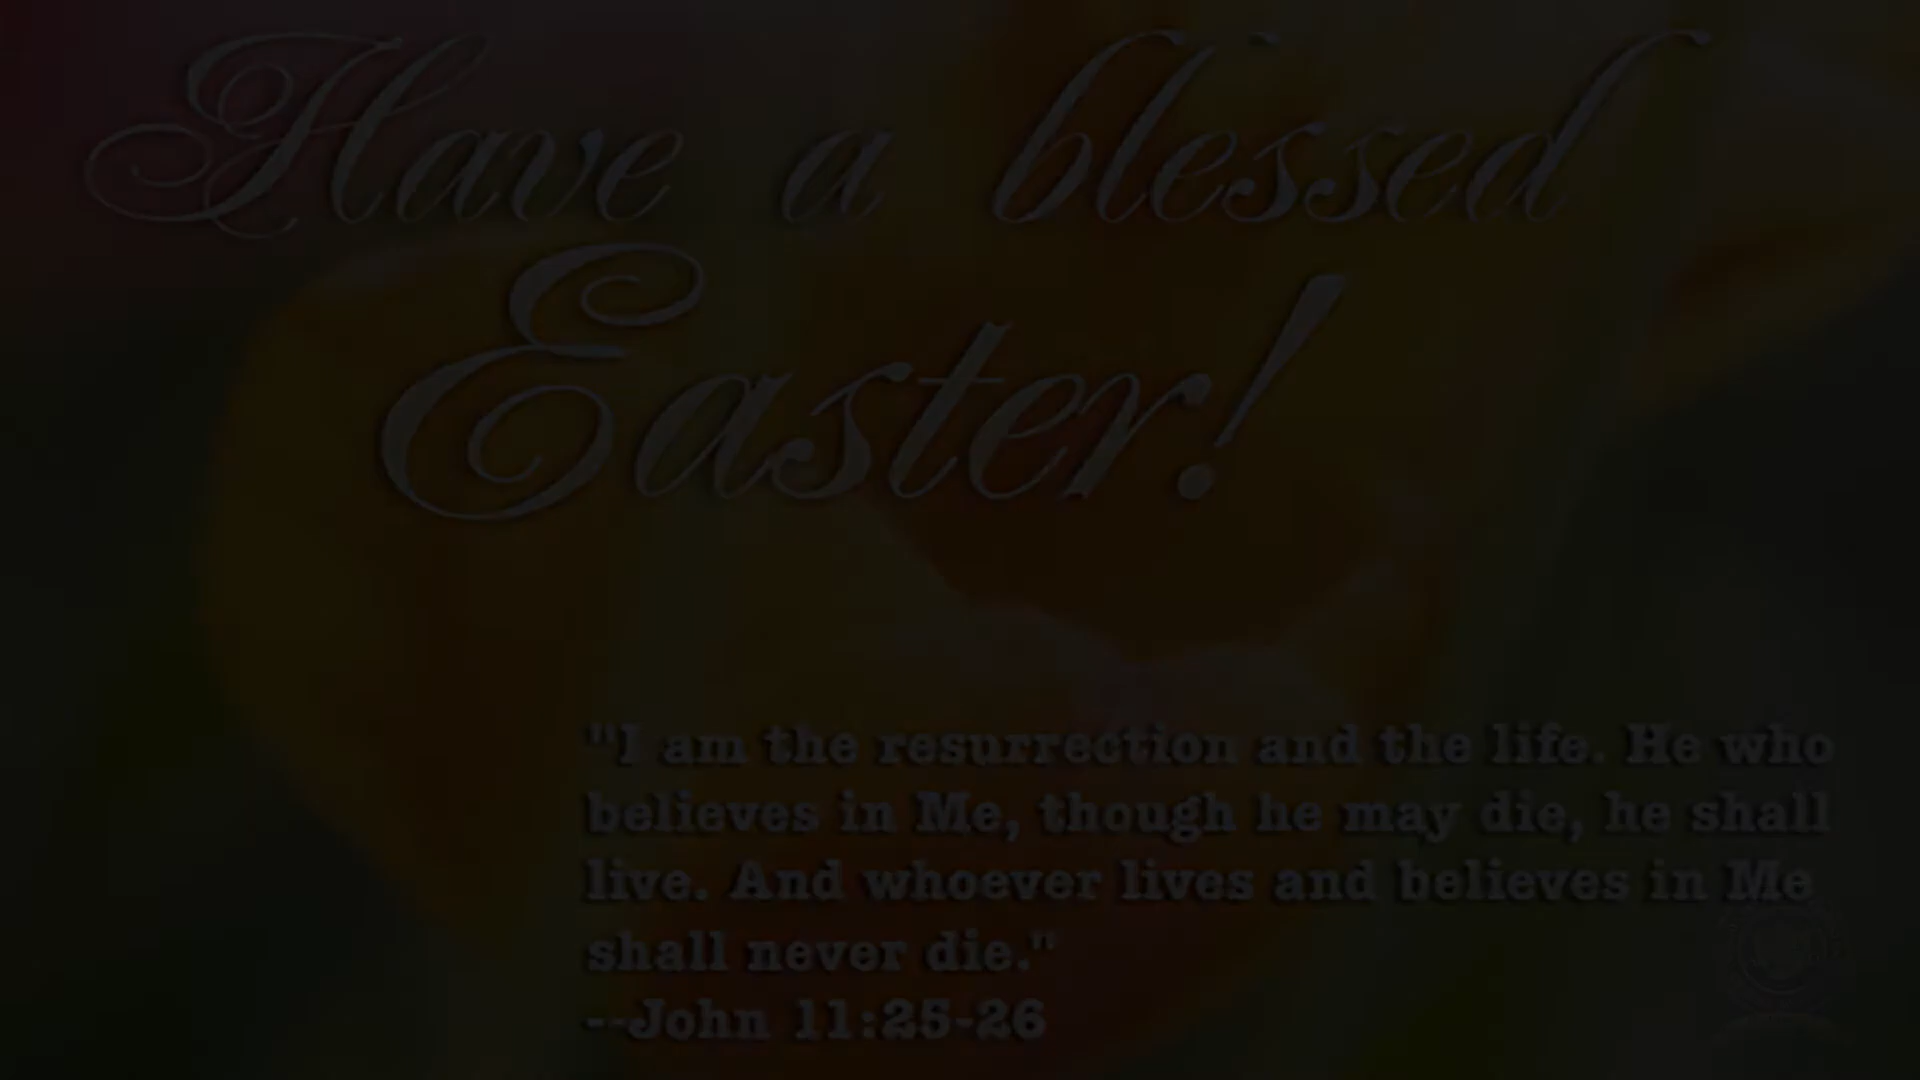 Have a blessed
Easter!
"I am the resurrection and the life. He who
believes in Me, though he may die, he shall
live. And whoever lives and believes in Me
shall never die."
--John 11:25-26